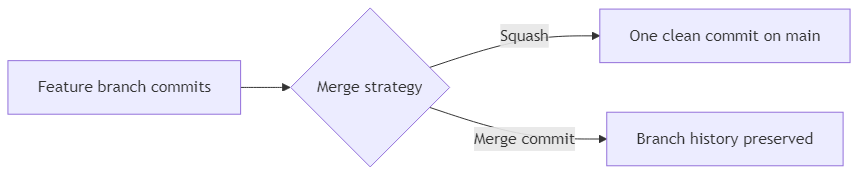 Feature branch commits
Merge strategy
Squash
One clean commit on main
Merge commit
Branch history preserved